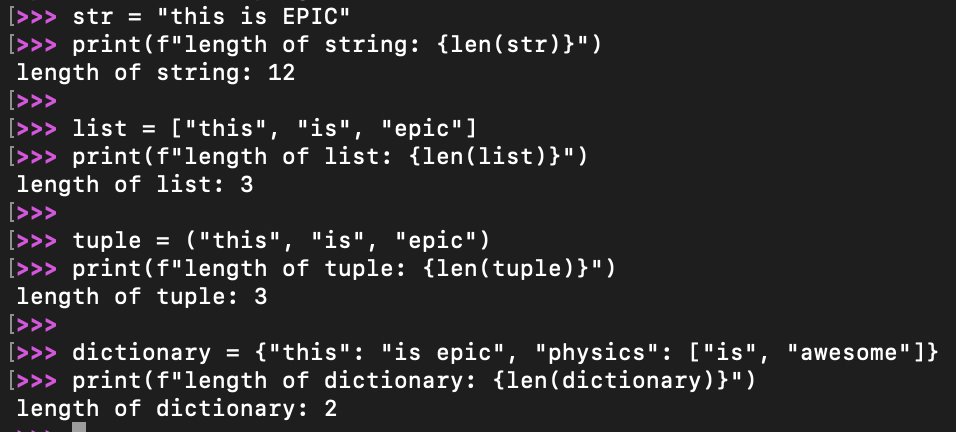 [>>> str = "this is EPIC"
[>>> print(f"length of string: {len(str)}")
length of string: 12
[>>>
[>>> list = ["this", "is", "epic"]
[>>> print(f"length of list: {len(list)}")
length of list: 3
[>>>
[>>> tuple = ("this", "is", "epic")
[>>> print(f"length of tuple: {len(tuple)}")
length of tuple: 3
[>>>
[>>> dictionary = {"this": "is epic", "physics": ["is", "awesome"]}
[>>> print(f"length of dictionary: {len(dictionary)}")
length of dictionary: 2
>>>